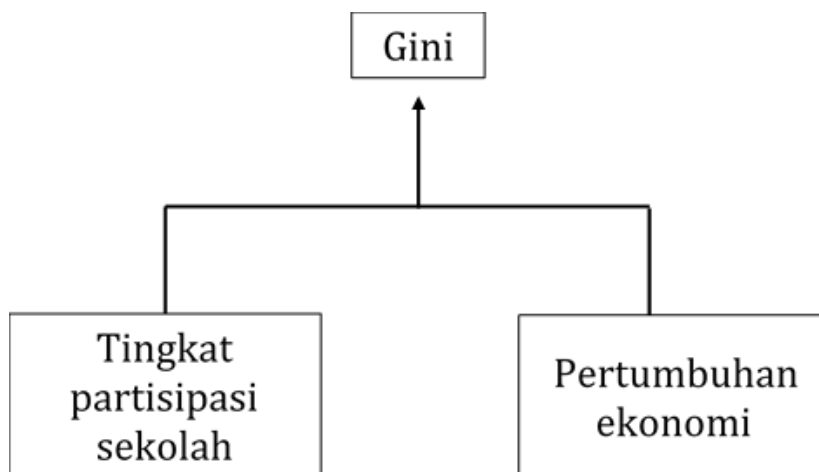 Gini
Tingkat
partisipasi
sekolah
Pertumbuhan
ekonomi